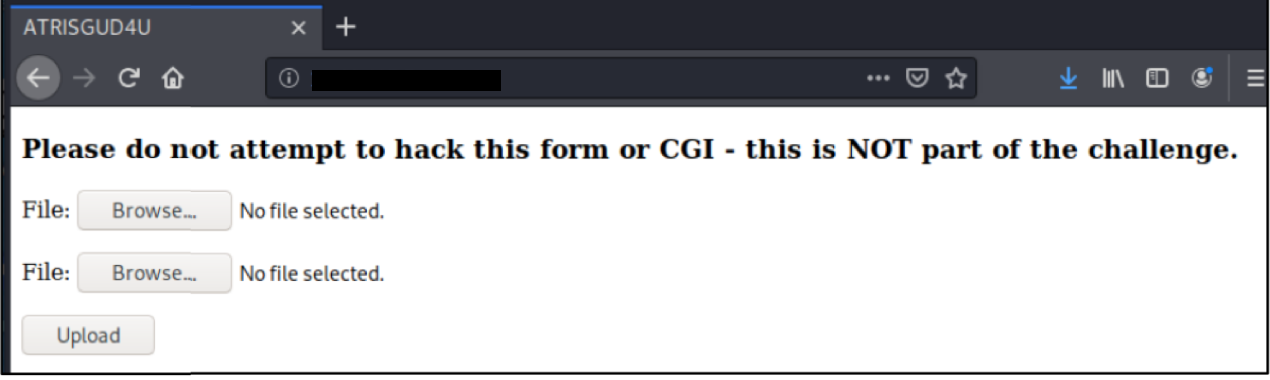 ATRISGUD4U
Please do not attempt to hack this form or CGI - this is NOT part of the challenge.
File: Browse... No file selected.
File: Browse... No file selected.
Upload